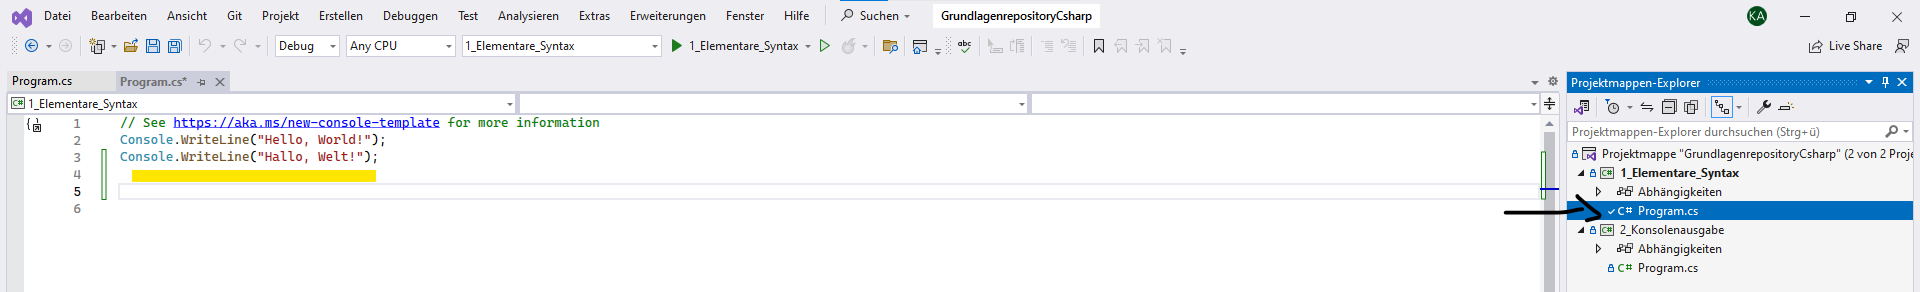 Datei Bearbeiten Ansicht Git Projekt Erstellen Debuggen Test Analysieren Extras Erweiterungen Fenster Hilfe Suchen GrundlagenrepositoryCsharp KA
Debug Any CPU 1_Elementare_Syntax 1_Elementare_Syntax abc Live Share
Program.cs Program.cs*
C# 1_Elementare_Syntax
1 // See https://aka.ms/new-console-template for more information
2 Console.WriteLine("Hello, World!");
3 Console.WriteLine("Hallo, Welt!");
4
5
6
Projektmappen-Explorer
Projektmappen-Explorer durchsuchen (Strg+ü)
Projektmappe "GrundlagenrepositoryCsharp" (2 von 2 Proje
C# 1_Elementare_Syntax
Abhängigkeiten
C# Program.cs
C# 2_Konsolenausgabe
Abhängigkeiten
C# Program.cs